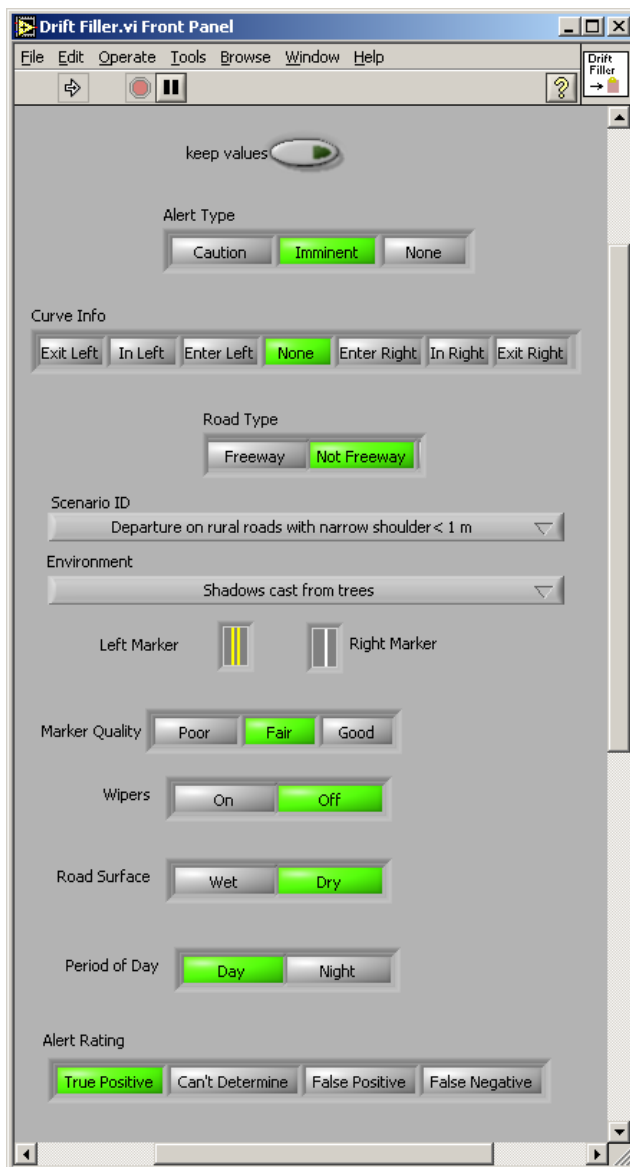 Drift Filler.vi Front Panel
File Edit Operate Tools Browse Window Help
Drift
Filler
?
keep values
Alert Type
Caution Imminent None
Curve Info
Exit Left In Left Enter Left None Enter Right In Right Exit Right
Road Type
Freeway Not Freeway
Scenario ID
Departure on rural roads with narrow shoulder< 1 m
Environment
Shadows cast from trees
Left Marker Right Marker
Marker Quality Poor Fair Good
Wipers On Off
Road Surface Wet Dry
Period of Day Day Night
Alert Rating
True Positive Can't Determine False Positive False Negative